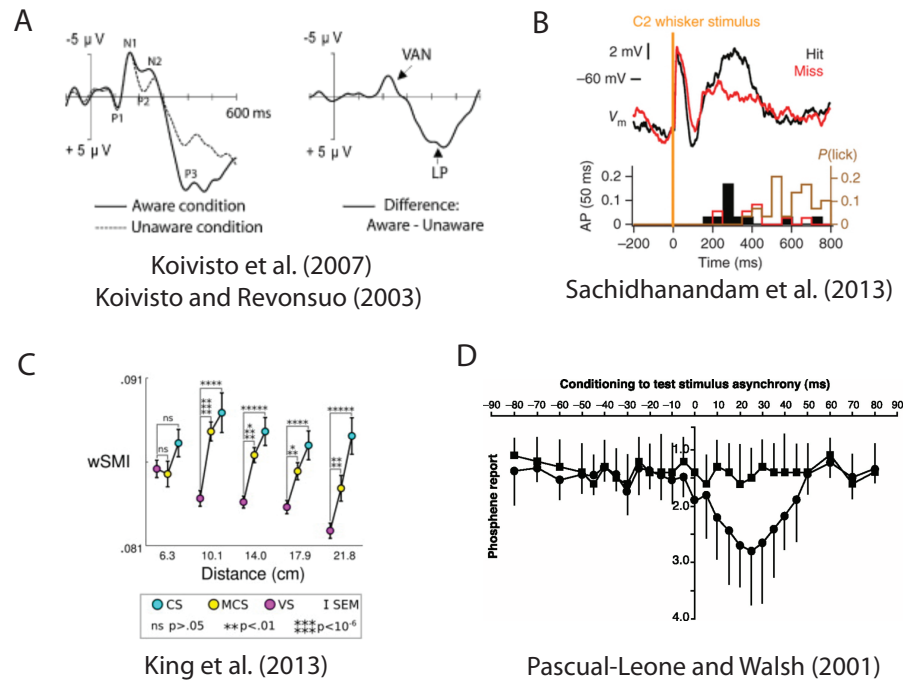 A
-5 µ V
N1
N2
P2
P1
600 ms
+ 5 µ V
P3
Aware condition
Unaware condition
-5 µ V
VAN
+ 5 µ V
LP
Difference:
Aware - Unaware
Koivisto et al. (2007)
Koivisto and Revonsuo (2003)
B
C2 whisker stimulus
2 mV
Hit
Miss
−60 mV
Vm
P(lick)
AP (50 ms)
0.2
0.1
0
0.2
0.1
0
−200 0 200 400 600 800
Time (ms)
Sachidhanandam et al. (2013)
C
.091
wSMI
.081
ns
ns
****
******
*****
*
****
****
*
**
*****
****
6.3 10.1 14.0 17.9 21.8
Distance (cm)
CS MCS VS I SEM
ns p>.05 **p<.01 ******p<10-6
King et al. (2013)
D
Conditioning to test stimulus asynchrony (ms)
−90 −80 −70 −60 −50 −40 −30 −20 −10 0 10 20 30 40 50 60 70 80 90
Phosphene report
1.0
2.0
3.0
4.0
Pascual-Leone and Walsh (2001)